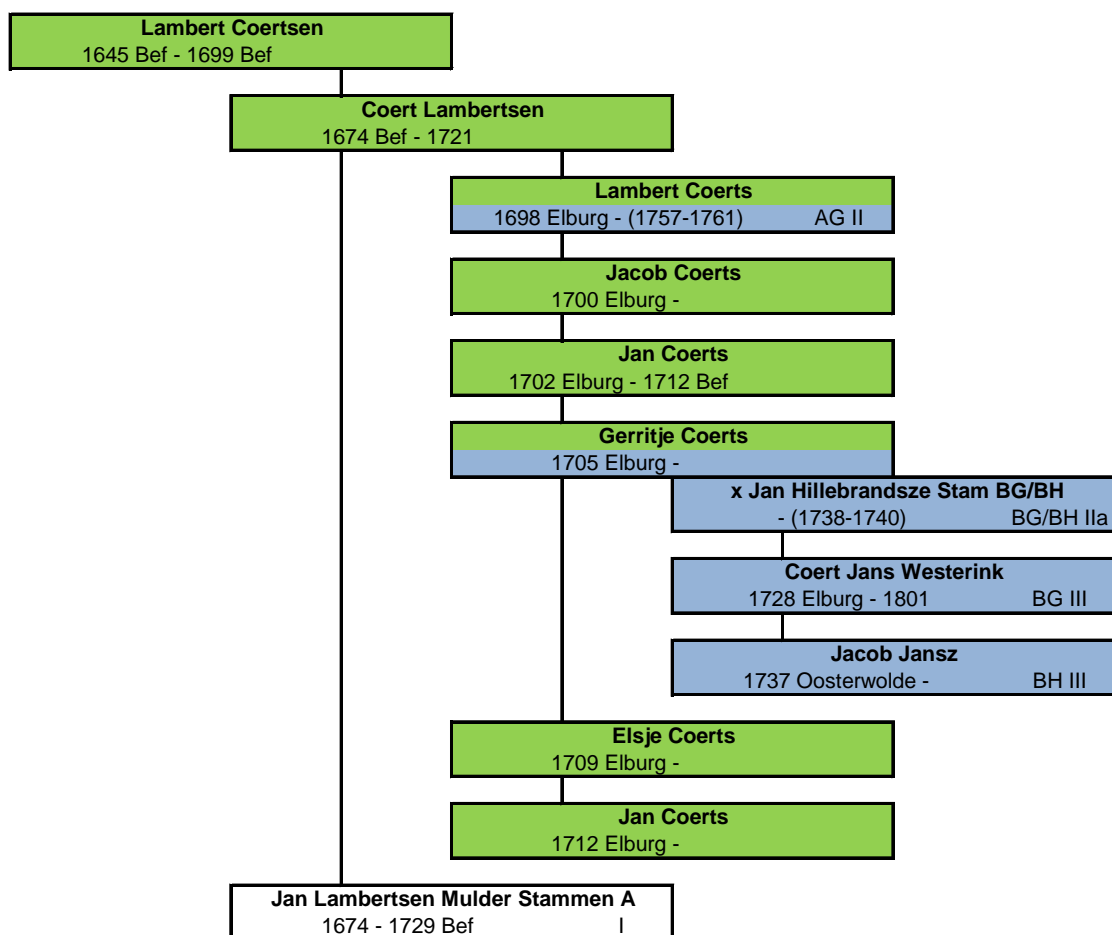 Lambert Coertsen
1645 Bef - 1699 Bef
Coert Lambertsen
1674 Bef - 1721
Lambert Coerts
1698 Elburg - (1757-1761) AG II
Jacob Coerts
1700 Elburg -
Jan Coerts
1702 Elburg - 1712 Bef
Gerritje Coerts
1705 Elburg -
x Jan Hillebrandsze Stam BG/BH
- (1738-1740) BG/BH IIa
Coert Jans Westerink
1728 Elburg - 1801 BG III
Jacob Jansz
1737 Oosterwolde - BH III
Elsje Coerts
1709 Elburg -
Jan Coerts
1712 Elburg -
Jan Lambertsen Mulder Stammen A
1674 - 1729 Bef I